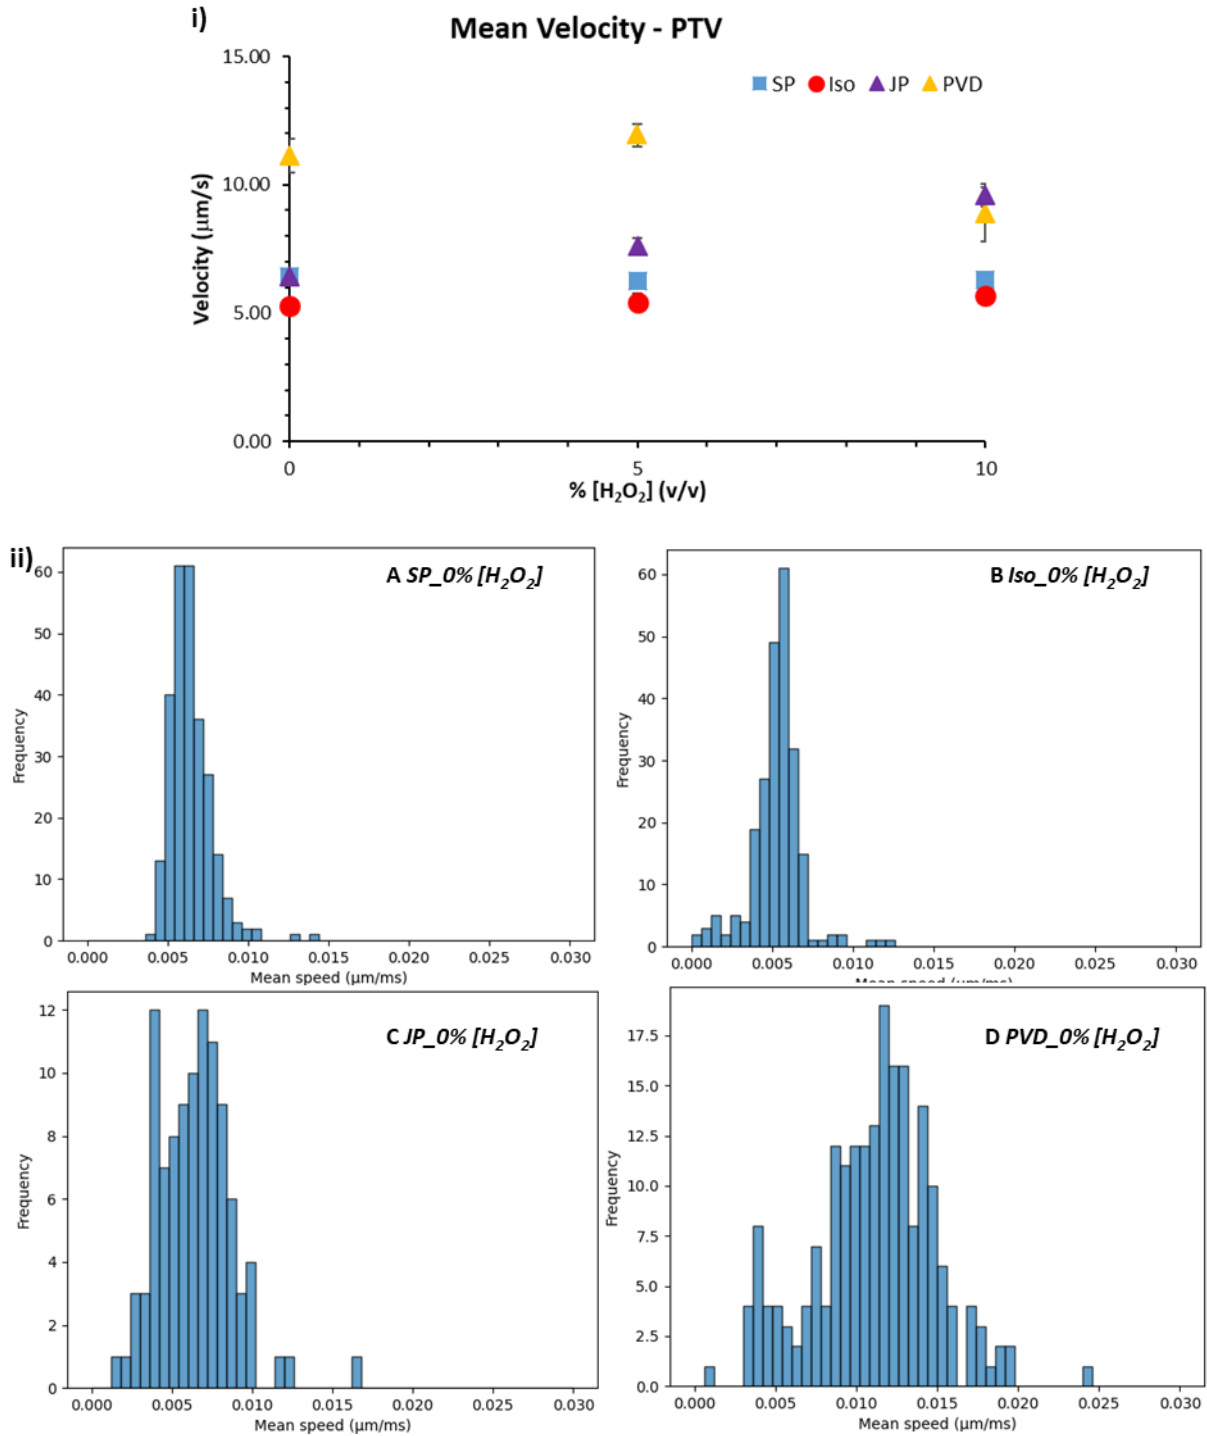 i)
Mean Velocity - PTV
15.00
SP Iso JP PVD
10.00
Velocity (μm/s)
5.00
0.00
0 5 10
% [H₂O₂] (v/v)
ii)
A SP_0% [H₂O₂]
60
50
40
30
20
10
0
Frequency
0.000 0.005 0.010 0.015 0.020 0.025 0.030
Mean speed (μm/ms)
B Iso_0% [H₂O₂]
60
50
40
30
20
10
0
Frequency
0.000 0.005 0.010 0.015 0.020 0.025 0.030
Mean speed (μm/ms)
C JP_0% [H₂O₂]
12
10
8
6
4
2
0
Frequency
0.000 0.005 0.010 0.015 0.020 0.025 0.030
Mean speed (μm/ms)
D PVD_0% [H₂O₂]
17.5
15.0
12.5
10.0
7.5
5.0
2.5
0.0
Frequency
0.000 0.005 0.010 0.015 0.020 0.025 0.030
Mean speed (μm/ms)